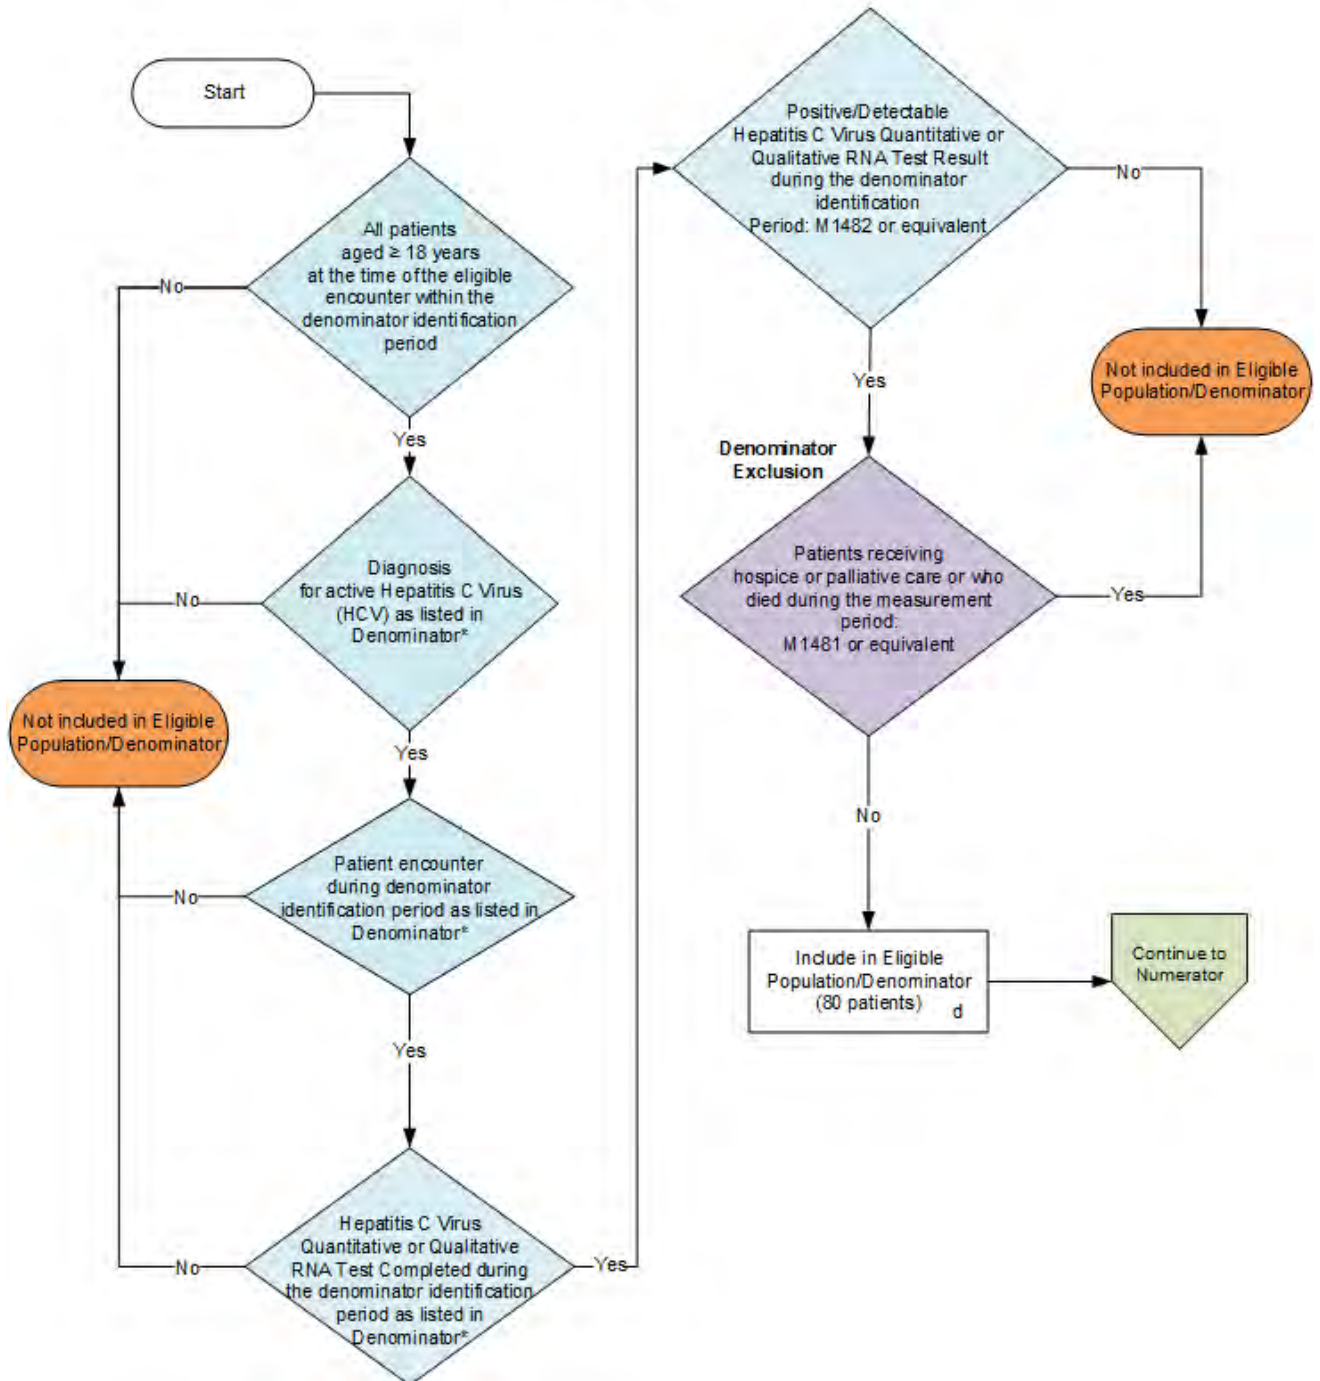 Start
All patients
aged ≥ 18 years
at the time of the eligible
encounter within the
denominator identification
period
No
Yes
Diagnosis
for active Hepatitis C Virus
(HCV) as listed in
Denominator*
No
Yes
Not included in Eligible
Population/Denominator
Patient encounter
during denominator
identification period as listed in
Denominator*
No
Yes
Hepatitis C Virus
Quantitative or Qualitative
RNA Test Completed during
the denominator identification
period as listed in
Denominator*
No
Yes
Positive/Detectable
Hepatitis C Virus Quantitative or
Qualitative RNA Test Result
during the denominator
identification
Period: M1482 or equivalent
No
Yes
Not included in Eligible
Population/Denominator
Denominator
Exclusion
Patients receiving
hospice or palliative care or who
died during the measurement
period:
M1481 or equivalent
Yes
No
Include in Eligible
Population/Denominator
(80 patients) d
Continue to
Numerator